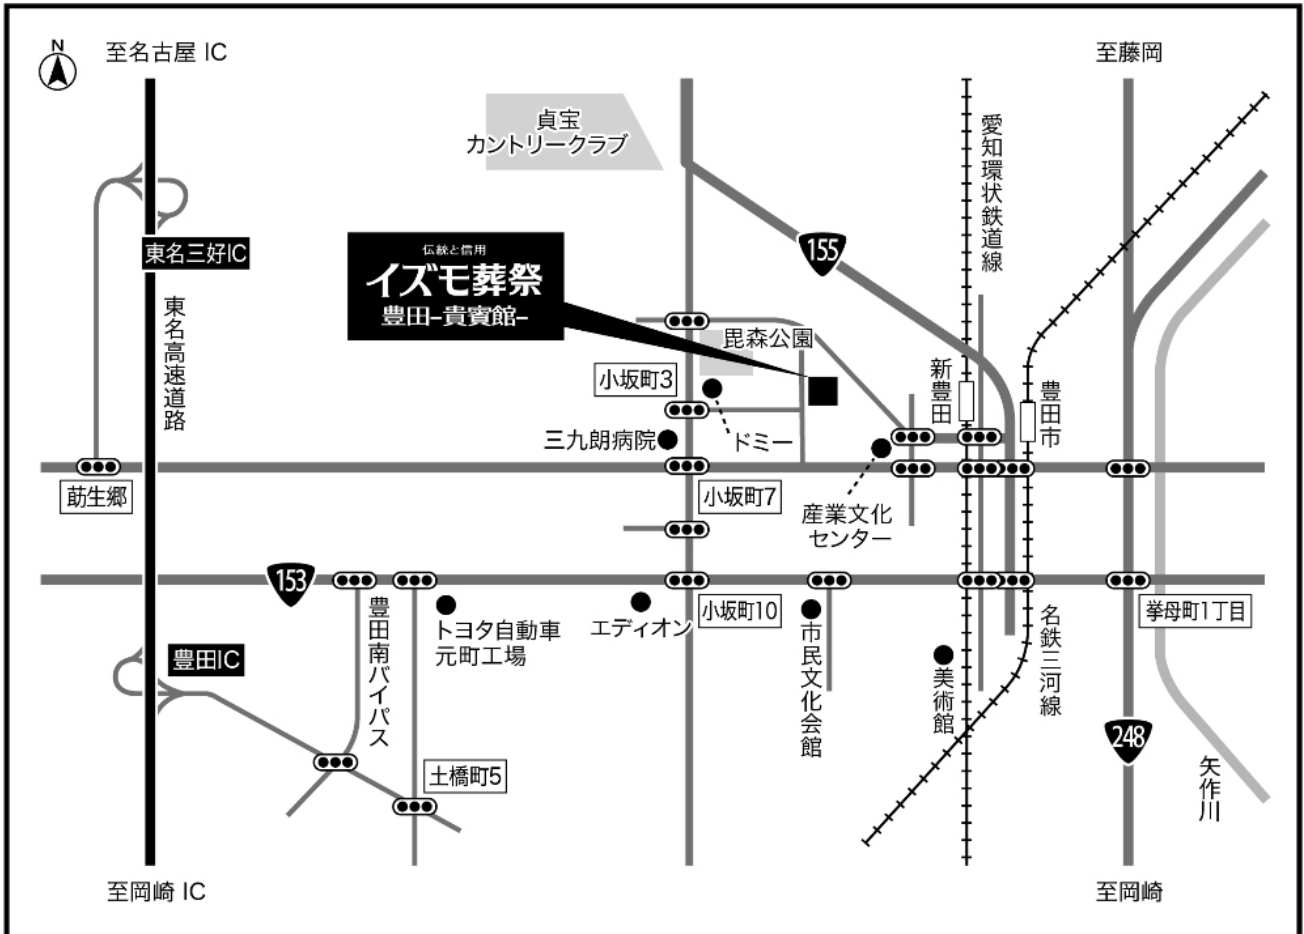 N
至名古屋 IC
至藤岡
貞宝
カントリークラブ
愛知環状鉄道線
155
東名三好IC
伝統と信用
イズモ葬祭
豊田−貴賓館−
東名高速道路
毘森公園
小坂町3
新豊田
豊田市
三九朗病院
ドミー
莇生郷
小坂町7
産業文化
センター
153
豊田南バイパス
トヨタ自動車
元町工場
エディオン
小坂町10
市民文化会館
名鉄三河線
挙母町1丁目
豊田IC
美術館
248
土橋町5
矢作川
至岡崎 IC
至岡崎